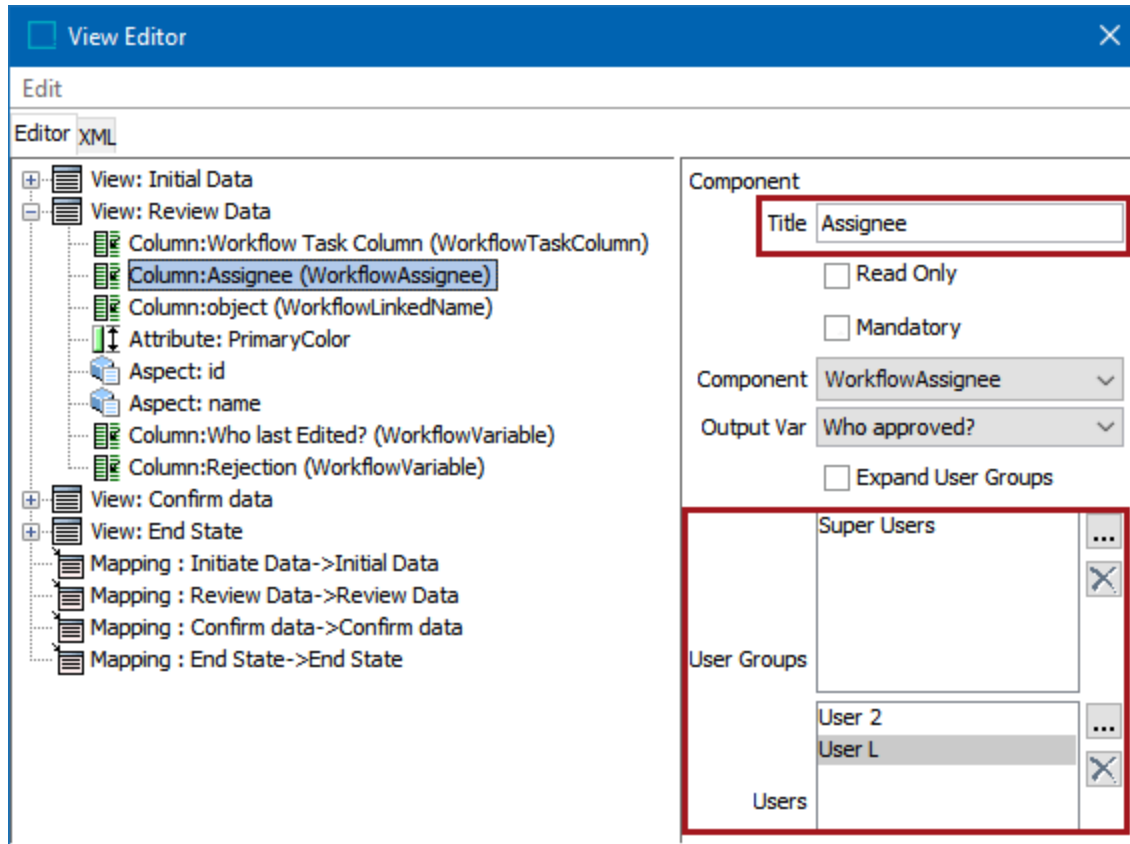 View Editor
Edit
Editor XML
View: Initial Data
View: Review Data
Column:Workflow Task Column (WorkflowTaskColumn)
Column:Assignee (WorkflowAssignee)
Column:object (WorkflowLinkedName)
Attribute: PrimaryColor
Aspect: id
Aspect: name
Column:Who last Edited? (WorkflowVariable)
Column:Rejection (WorkflowVariable)
View: Confirm data
View: End State
Mapping : Initiate Data->Initial Data
Mapping : Review Data->Review Data
Mapping : Confirm data->Confirm data
Mapping : End State->End State
Component
Title Assignee
Read Only
Mandatory
Component WorkflowAssignee
Output Var Who approved?
Expand User Groups
Super Users
...
User Groups
User 2
...
User L
Users